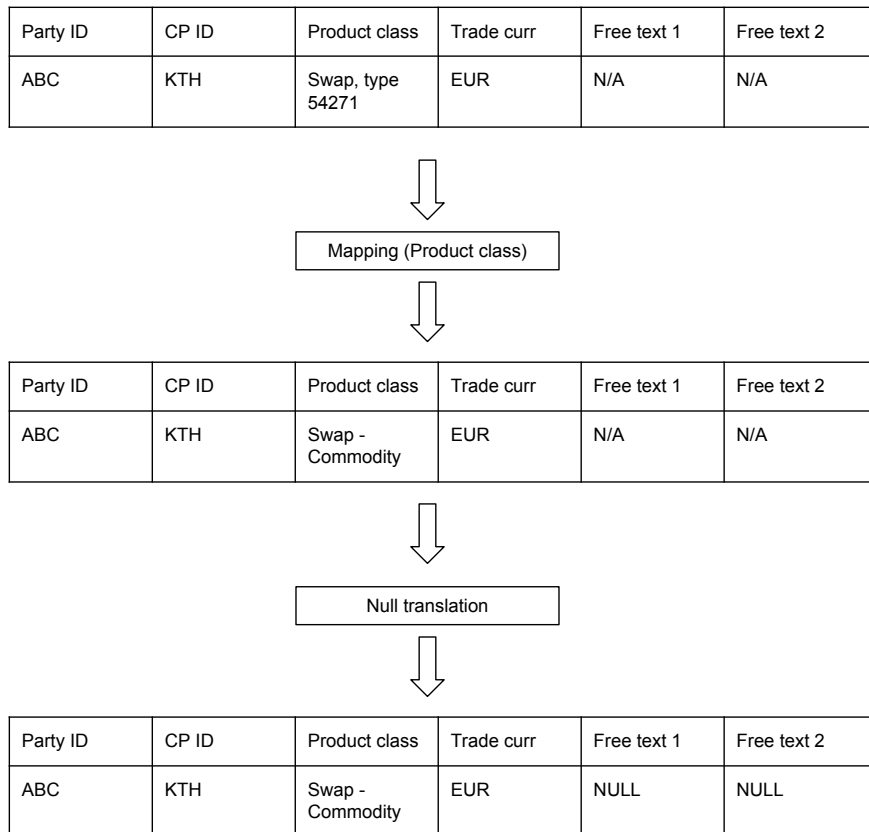 Party ID CP ID Product class Trade curr Free text 1 Free text 2
ABC KTH Swap, type EUR N/A N/A
54271
Mapping (Product class)
Party ID CP ID Product class Trade curr Free text 1 Free text 2
ABC KTH Swap - EUR N/A N/A
Commodity
Null translation
Party ID CP ID Product class Trade curr Free text 1 Free text 2
ABC KTH Swap - EUR NULL NULL
Commodity